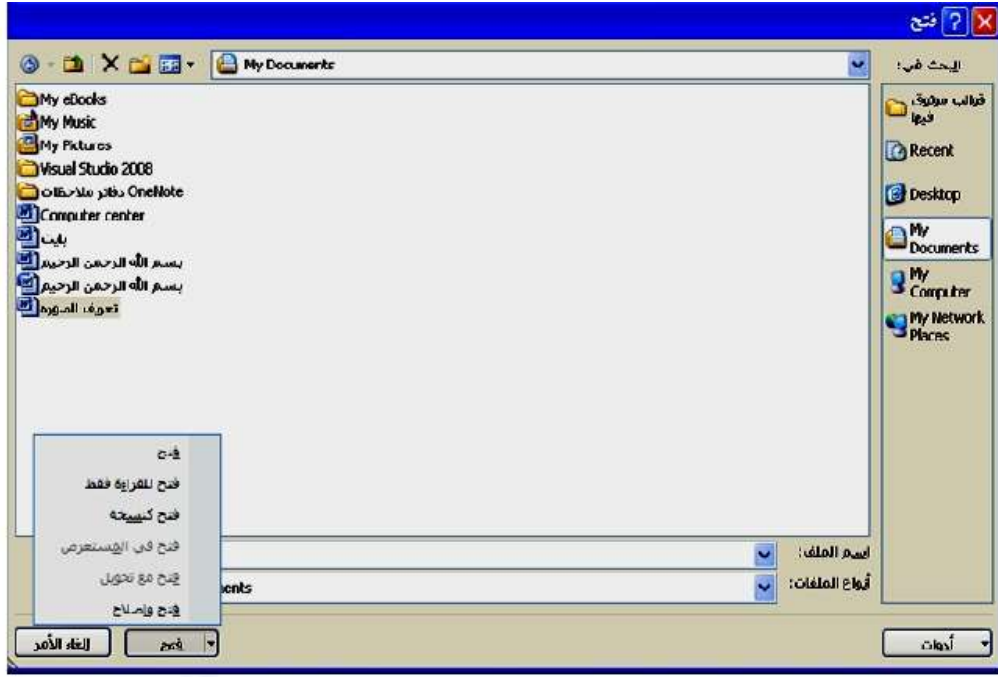 فتح
البحث في:
My Documents
قوالب موثوق
فيها
Recent
Desktop
My
Documents
My
Computer
My Network
Places
My eBooks
My Music
My Pictures
Visual Studio 2008
دفاتر ملاحظات OneNote
Computer center
بايت
بسم الله الرحمن الرحيم
بسم الله الرحمن الرحيم
تعريف الصوره
اسم الملف:
أنواع الملفات:
ments
فتح
فتح للقراءة فقط
فتح كنسخة
فتح في المستعرض
فتح مع تحويل
فتح وإصلاح
أدوات
فتح
إلغاء الأمر